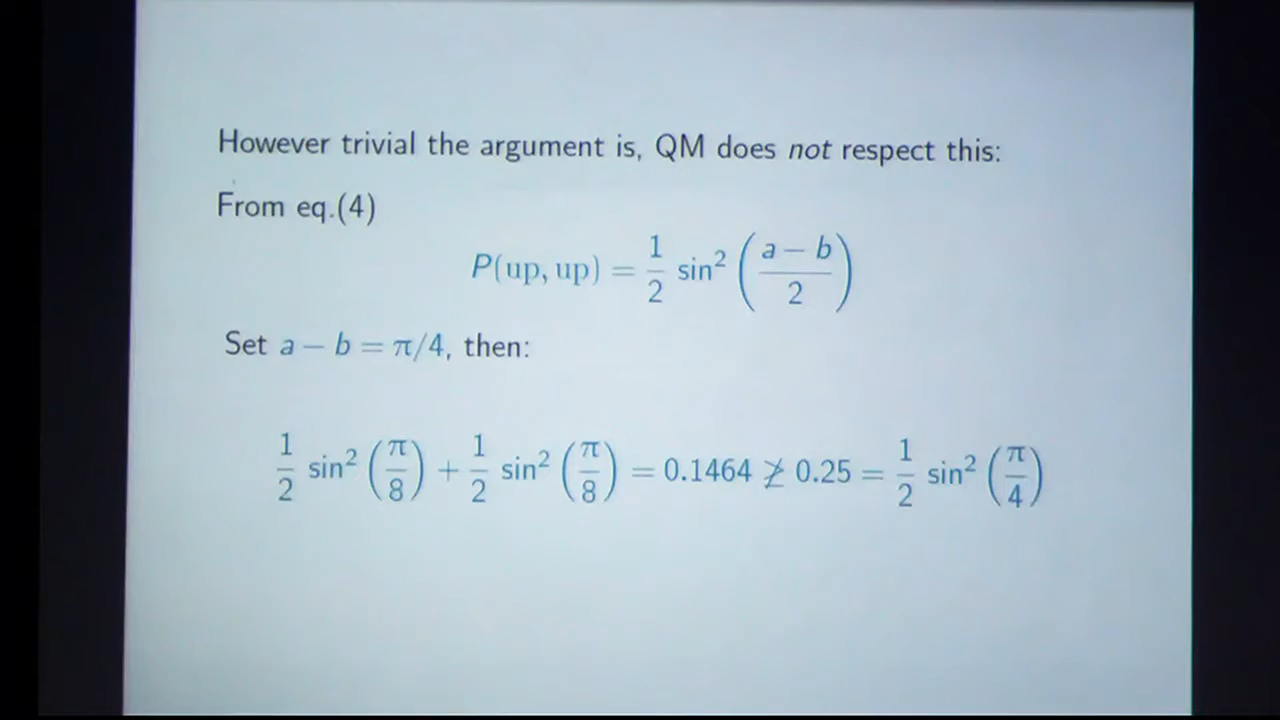 However trivial the argument is, QM does not respect this:
From eq.(4)
P(up, up) = 1/2 sin² ((a − b)/2)
Set a − b = π/4, then:
1/2 sin² (π/8) + 1/2 sin² (π/8) = 0.1464 ≱ 0.25 = 1/2 sin² (π/4)